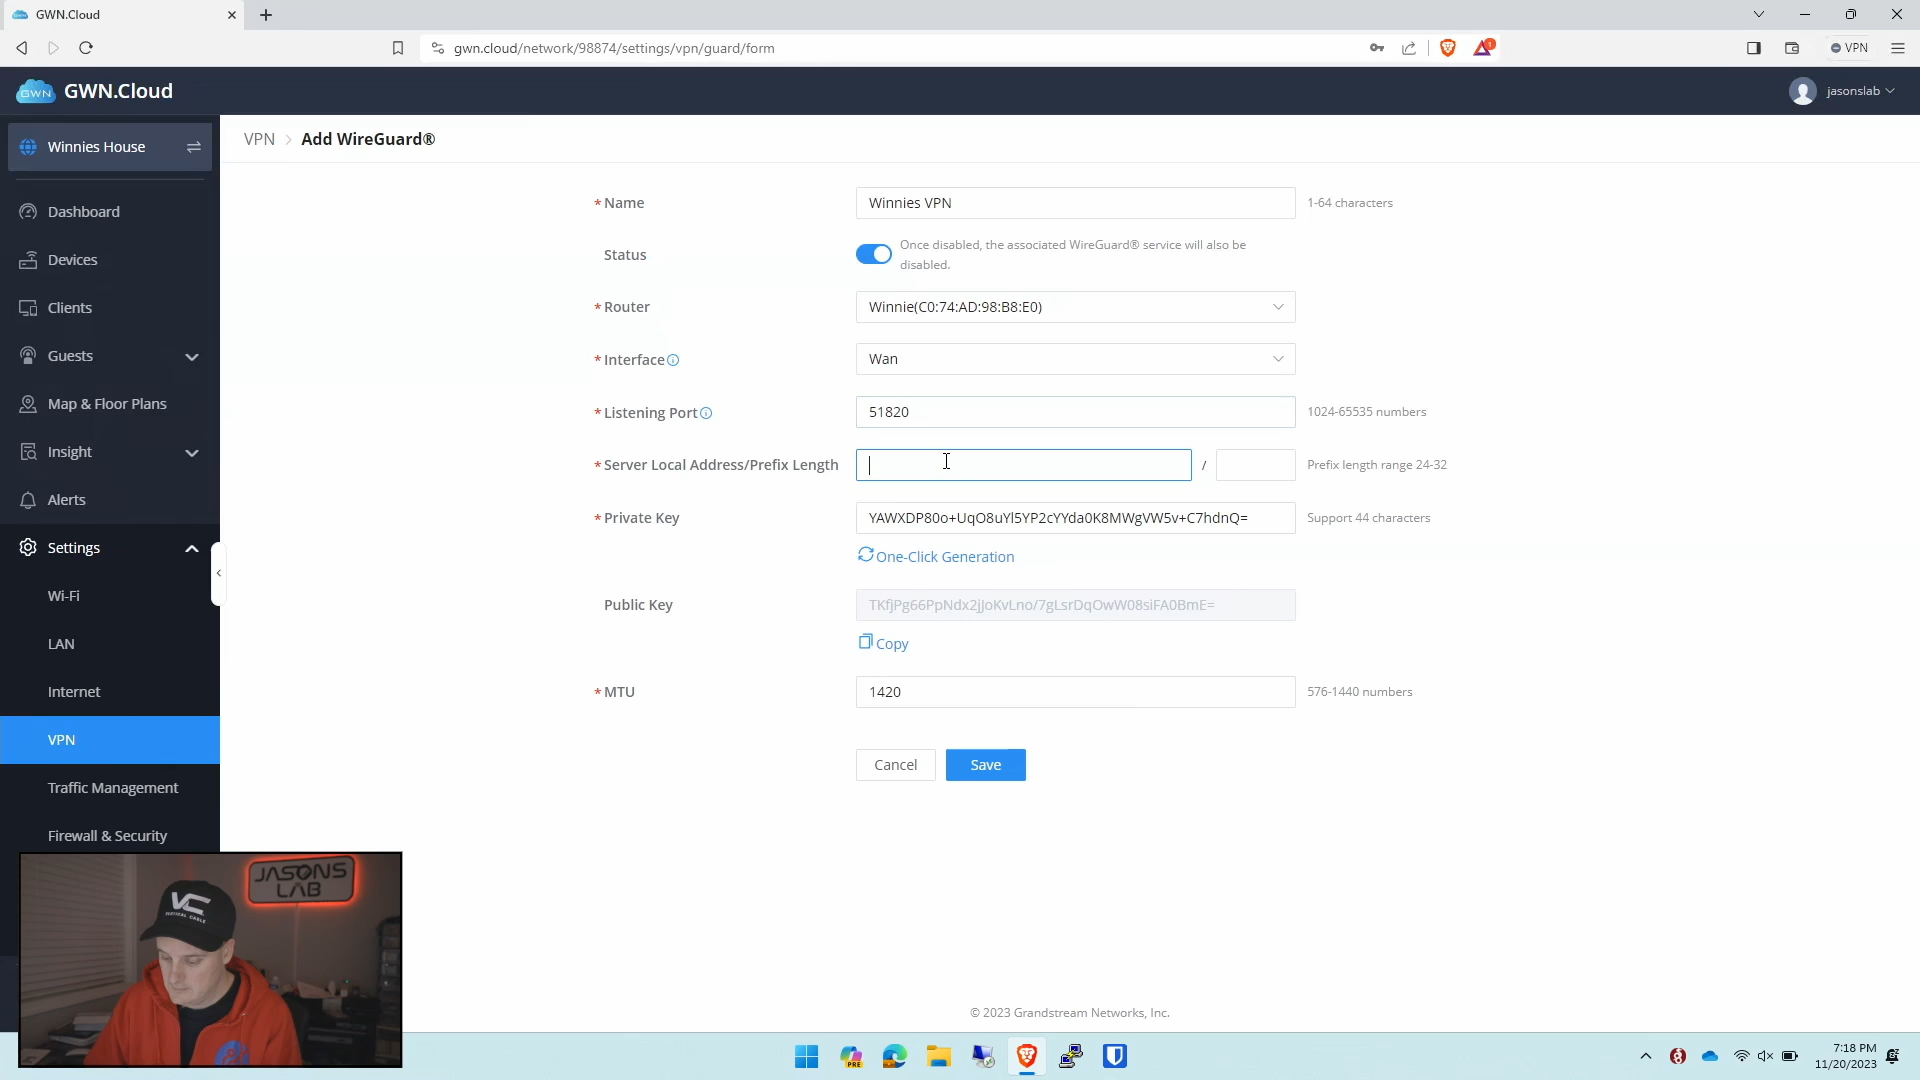 GWN.Cloud
gwn.cloud/network/98874/settings/vpn/guard/form
1
VPN
GWN
GWN.Cloud
jasonslab
Winnies House
Dashboard
Devices
Clients
Guests
Map & Floor Plans
Insight
Alerts
Settings
Wi-Fi
LAN
Internet
VPN
Traffic Management
Firewall & Security
VPN > Add WireGuard®
* Name
Winnies VPN
1-64 characters
Status
Once disabled, the associated WireGuard® service will also be
disabled.
* Router
Winnie(C0:74:AD:98:B8:E0)
* Interface
Wan
* Listening Port
51820
1024-65535 numbers
* Server Local Address/Prefix Length
/
Prefix length range 24-32
* Private Key
YAWXDP80o+UqO8uYl5YP2cYYda0K8MWgVW5v+C7hdnQ=
Support 44 characters
One-Click Generation
Public Key
TKfjPg66PpNdx2jJoKvLno/7gLsrDqOwW08siFA0BmE=
Copy
* MTU
1420
576-1440 numbers
Cancel
Save
JASONS
LAB
VC
VERTICAL CABLE
© 2023 Grandstream Networks, Inc.
PRE
7:18 PM
11/20/2023